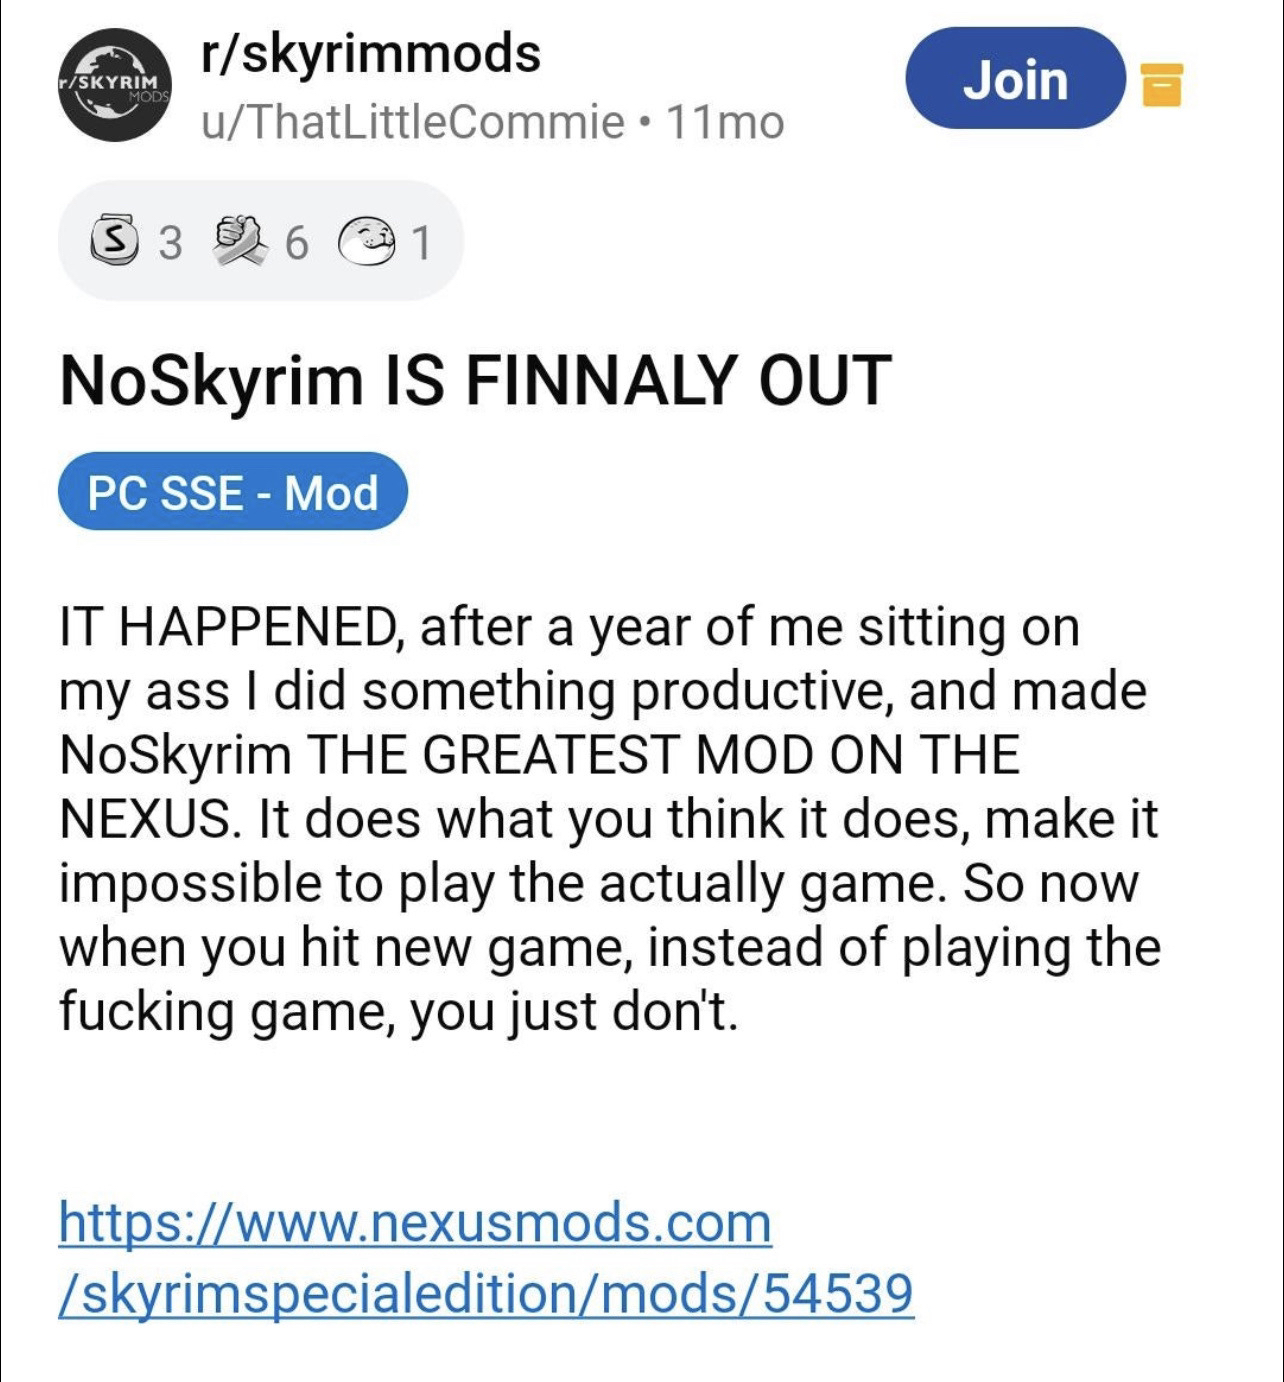 r/SKYRIM
MODS
r/skyrimmods
u/ThatLittleCommie • 11mo
Join
S 3 6 1
NoSkyrim IS FINNALY OUT
PC SSE - Mod
IT HAPPENED, after a year of me sitting on
my ass I did something productive, and made
NoSkyrim THE GREATEST MOD ON THE
NEXUS. It does what you think it does, make it
impossible to play the actually game. So now
when you hit new game, instead of playing the
fucking game, you just don't.
https://www.nexusmods.com
/skyrimspecialedition/mods/54539